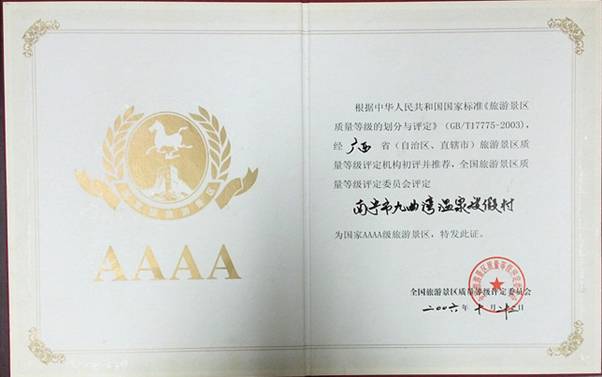 AAAA
根据中华人民共和国国家标准《旅游景区
质量等级的划分与评定》(GB/T17775-2003),
经 广西 省(自治区、直辖市)旅游景区质
量等级评定机构初评并推荐,全国旅游景区质
量等级评定委员会评定
南宁市九曲湾温泉度假村
为国家AAAA级旅游景区,特发此证。
全国旅游景区质量等级评定委员会
二〇〇六年 十 月 日